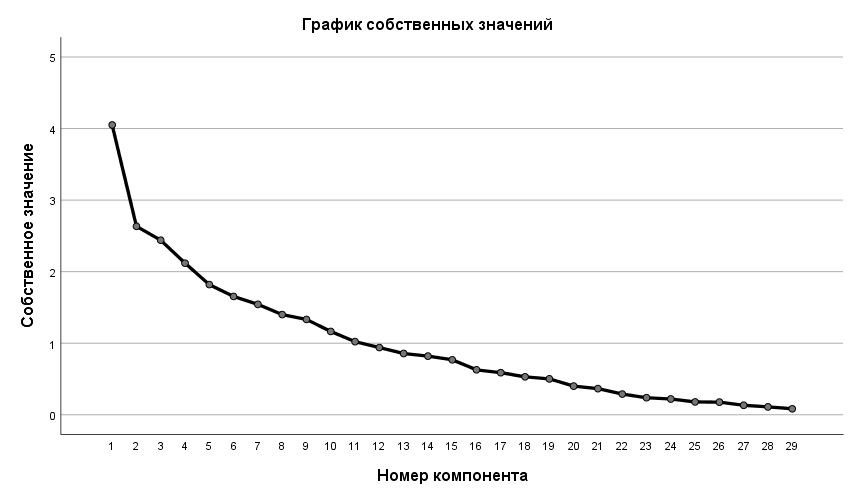 График собственных значений
5
4
3
2
1
0
Собственное значение
1 2 3 4 5 6 7 8 9 10 11 12 13 14 15 16 17 18 19 20 21 22 23 24 25 26 27 28 29
Номер компонента